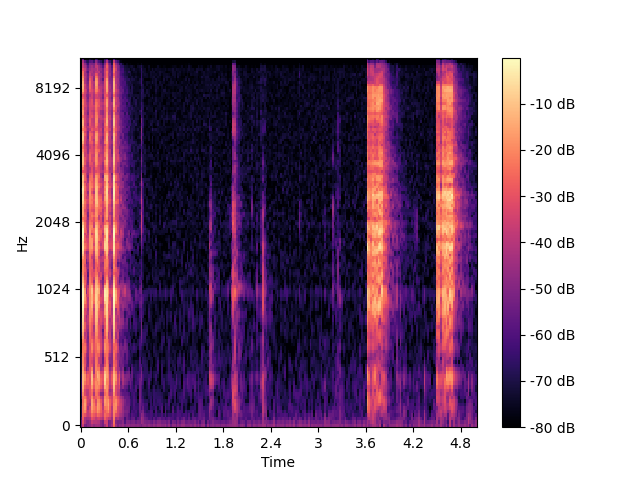 8192
4096
2048
1024
512
0
Hz
0 0.6 1.2 1.8 2.4 3 3.6 4.2 4.8
Time
-10 dB
-20 dB
-30 dB
-40 dB
-50 dB
-60 dB
-70 dB
-80 dB